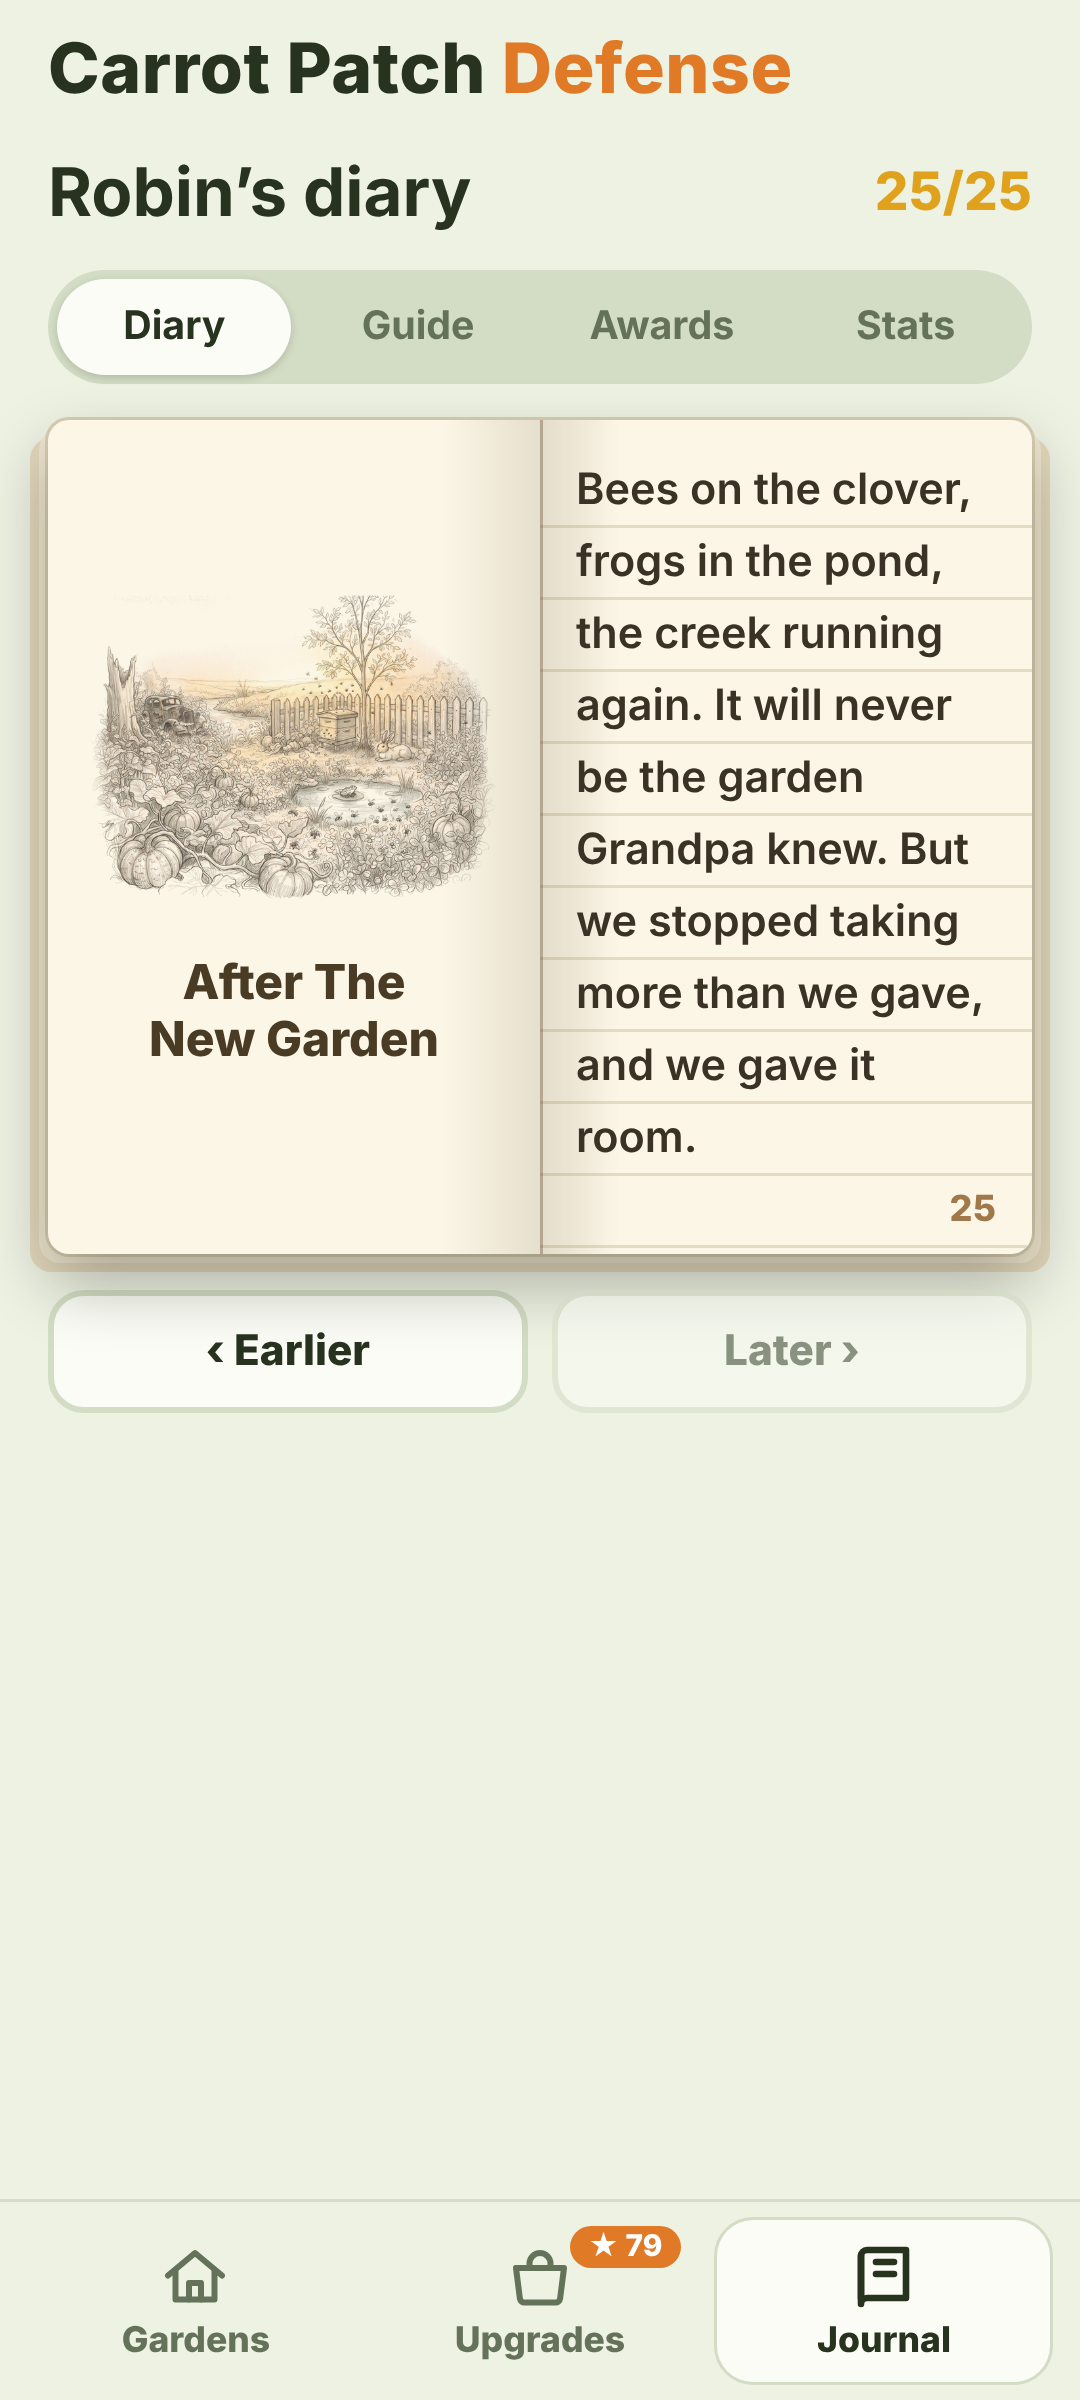 Carrot Patch Defense
Robin’s diary
25/25
Diary
Guide
Awards
Stats
After The
New Garden
Bees on the clover,
frogs in the pond,
the creek running
again. It will never
be the garden
Grandpa knew. But
we stopped taking
more than we gave,
and we gave it
room.
25
‹ Earlier
Later ›
Gardens
★ 79
Upgrades
Journal